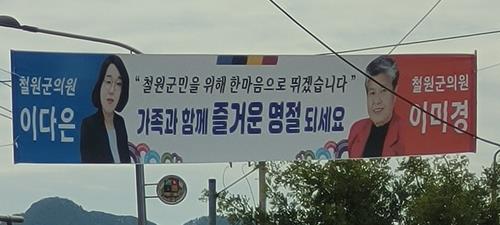 철원군의원
이다은
“철원군민을 위해 한마음으로 뛰겠습니다”
가족과 함께 즐거운 명절 되세요
철원군의원
이미경